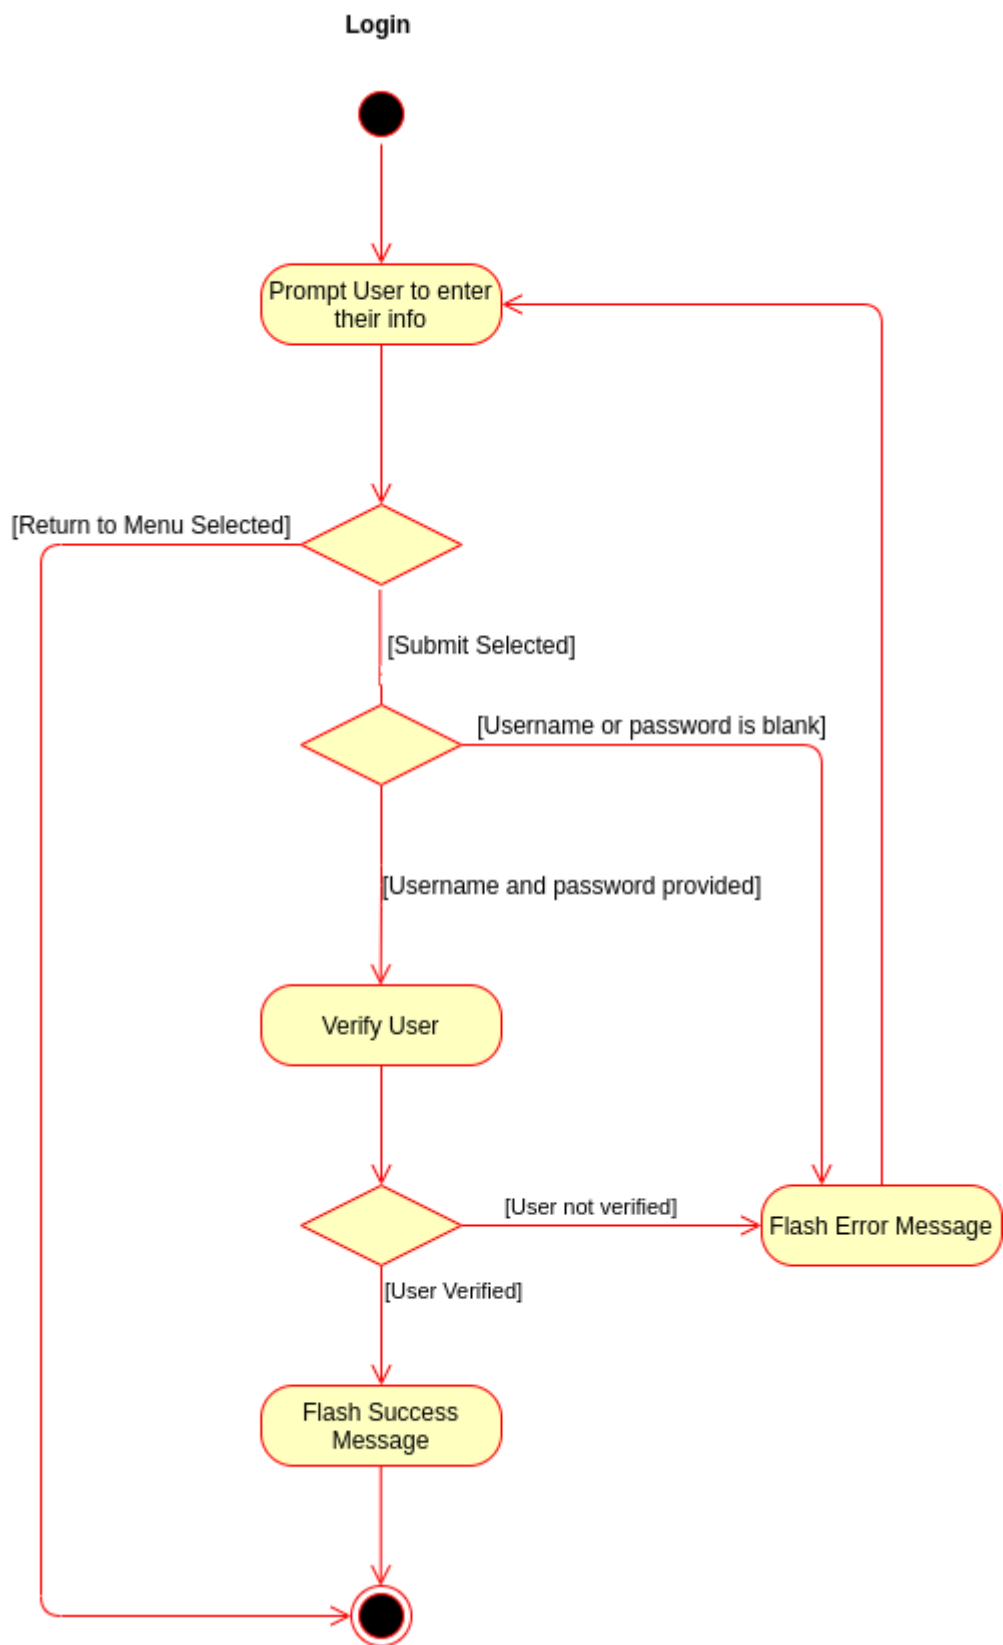 Login
Prompt User to enter
their info
[Return to Menu Selected]
[Submit Selected]
[Username or password is blank]
[Username and password provided]
Verify User
[User not verified]
Flash Error Message
[User Verified]
Flash Success
Message